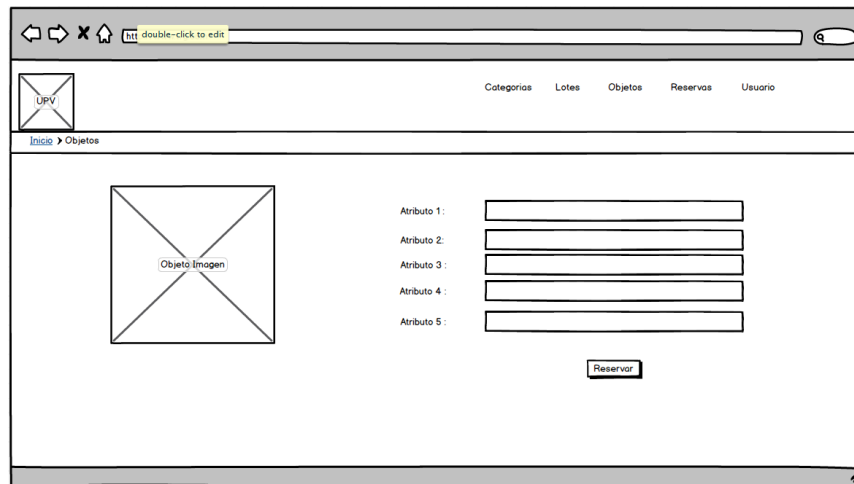 htt double-click to edit
Categorias Lotes Objetos Reservas Usuario
UPV
Inicio > Objetos
Atributo 1 :
Atributo 2:
Objeto Imagen
Atributo 3 :
Atributo 4 :
Atributo 5 :
Reservar